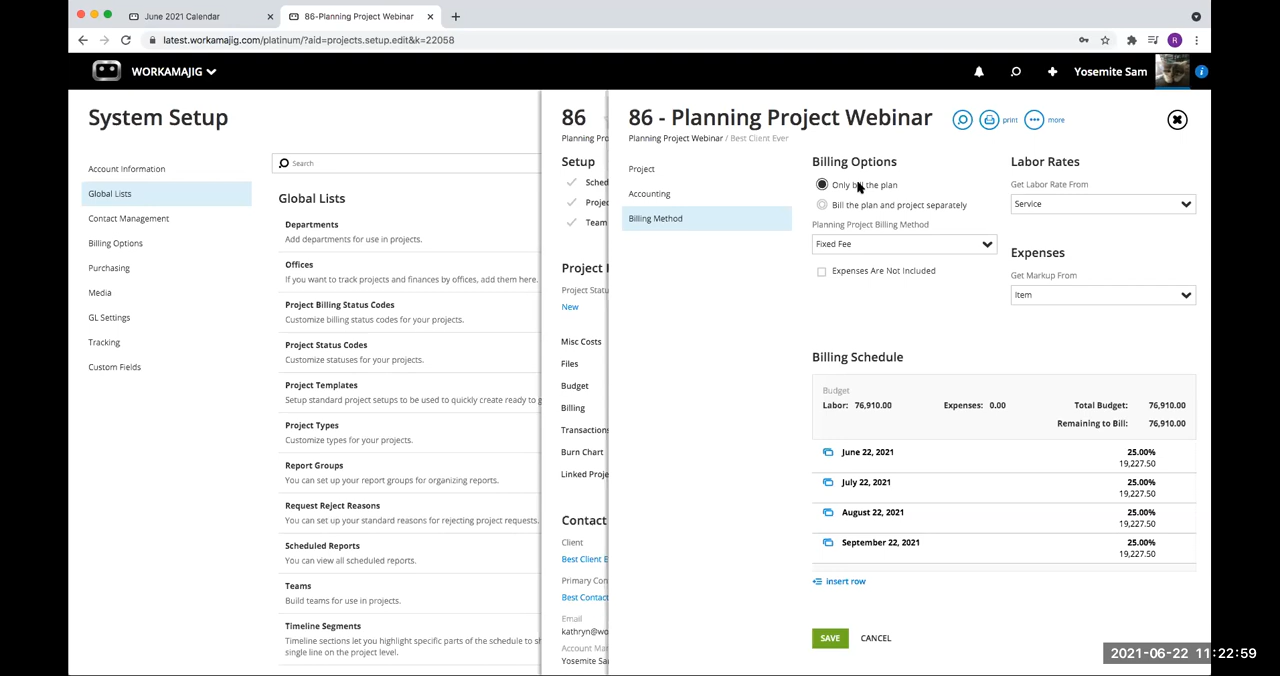 June 2021 Calendar
86-Planning Project Webinar
latest.workamajig.com/platinum/?aid=projects.setup.edit&k=22058
R
WORKAMAJIG
Yosemite Sam
System Setup
Account Information
Global Lists
Contact Management
Billing Options
Purchasing
Media
GL Settings
Tracking
Custom Fields
Search
Global Lists
Departments
Add departments for use in projects.
Offices
If you want to track projects and finances by offices, add them here.
Project Billing Status Codes
Customize billing status codes for your projects.
Project Status Codes
Customize statuses for your projects.
Project Templates
Setup standard project setups to be used to quickly create ready to g
Project Types
Customize types for your projects.
Report Groups
You can set up your report groups for organizing reports.
Request Reject Reasons
You can set up your standard reasons for rejecting project requests.
Scheduled Reports
You can view all scheduled reports.
Teams
Build teams for use in projects.
Timeline Segments
Timeline sections let you highlight specific parts of the schedule to sh
single line on the project level.
86
Planning Pro
Setup
Sched
Projec
Team
Project I
Project Statu
New
Misc Costs
Files
Budget
Billing
Transactions
Burn Chart
Linked Proje
Contact
Client
Best Client E
Primary Con
Best Contact
Email
kathryn@wo
Account Man
Yosemite Sa
86 - Planning Project Webinar
print
more
Planning Project Webinar / Best Client Ever
Project
Accounting
Billing Method
Billing Options
Only bill the plan
Bill the plan and project separately
Planning Project Billing Method
Fixed Fee
Expenses Are Not Included
Labor Rates
Get Labor Rate From
Service
Expenses
Get Markup From
Item
Billing Schedule
Budget
Labor: 76,910.00 Expenses: 0.00 Total Budget: 76,910.00
Remaining to Bill: 76,910.00
June 22, 2021 25.00%
19,227.50
July 22, 2021 25.00%
19,227.50
August 22, 2021 25.00%
19,227.50
September 22, 2021 25.00%
19,227.50
insert row
SAVE
CANCEL
2021-06-22 11:22:59